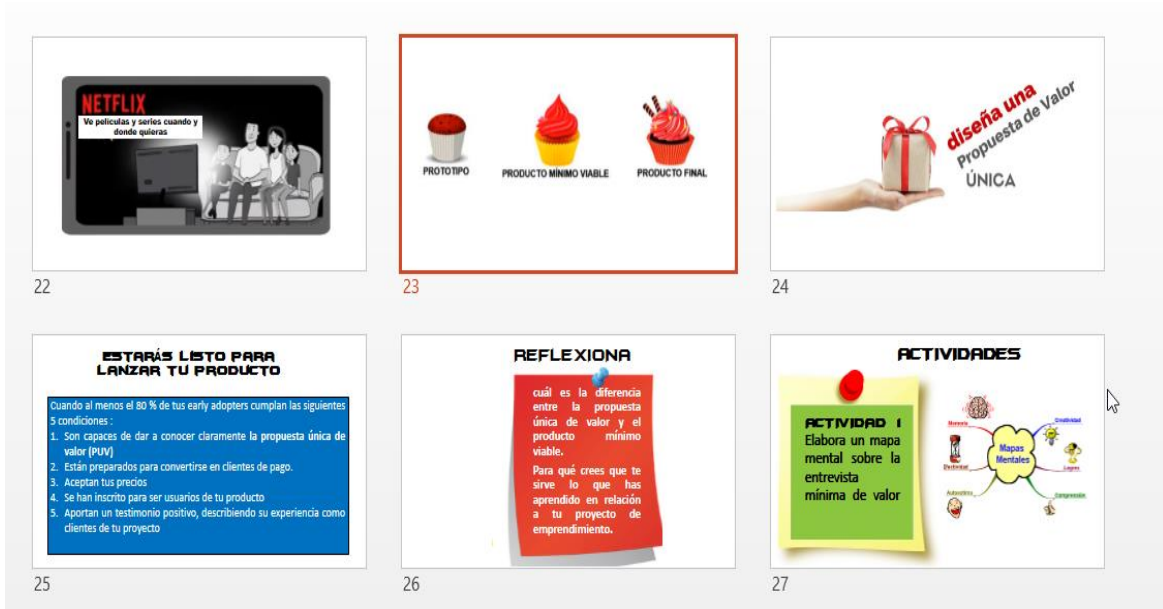 NETFLIX
Ve películas y series cuando y
donde quieras
22
PROTOTIPO
PRODUCTO MÍNIMO VIABLE
PRODUCTO FINAL
23
diseña una
Propuesta de Valor
ÚNICA
24
ESTARÁS LISTO PARA
LANZAR TU PRODUCTO
Cuando al menos el 80 % de tus early adopters cumplan las siguientes
5 condiciones :
1. Son capaces de dar a conocer claramente la propuesta única de
valor (PUV)
2. Están preparados para convertirse en clientes de pago.
3. Aceptan tus precios
4. Se han inscrito para ser usuarios de tu producto
5. Aportan un testimonio positivo, describiendo su experiencia como
clientes de tu proyecto
25
REFLEXIONA
cuál es la diferencia
entre la propuesta
única de valor y el
producto mínimo
viable.
Para qué crees que te
sirve lo que has
aprendido en relación
a tu proyecto de
emprendimiento.
26
ACTIVIDADES
ACTIVIDAD 1
Elabora un mapa
mental sobre la
entrevista
mínima de valor
Mapas
Mentales
Memoria
Creatividad
Logros
Autoestima
Comprensión
27